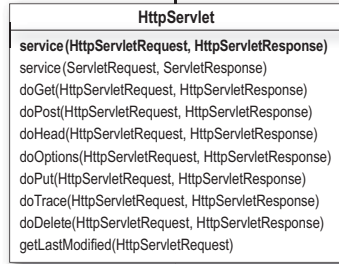 HttpServlet
service(HttpServletRequest, HttpServletResponse)
service(ServletRequest, ServletResponse)
doGet(HttpServletRequest, HttpServletResponse)
doPost(HttpServletRequest, HttpServletResponse)
doHead(HttpServletRequest, HttpServletResponse)
doOptions(HttpServletRequest, HttpServletResponse)
doPut(HttpServletRequest, HttpServletResponse)
doTrace(HttpServletRequest, HttpServletResponse)
doDelete(HttpServletRequest, HttpServletResponse)
getLastModified(HttpServletRequest)